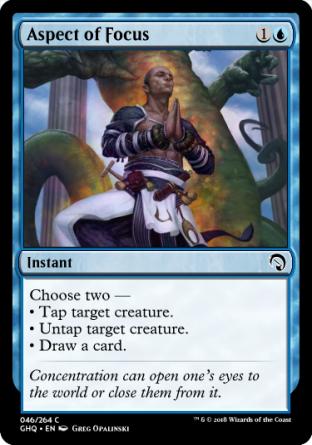 Aspect of Focus 1
Instant
Choose two —
• Tap target creature.
• Untap target creature.
• Draw a card.
Concentration can open one's eyes
to the world or close them from it.
046/264 C
GHQ • EN Greg Opalinski
™ & © 2018 Wizards of the Coast